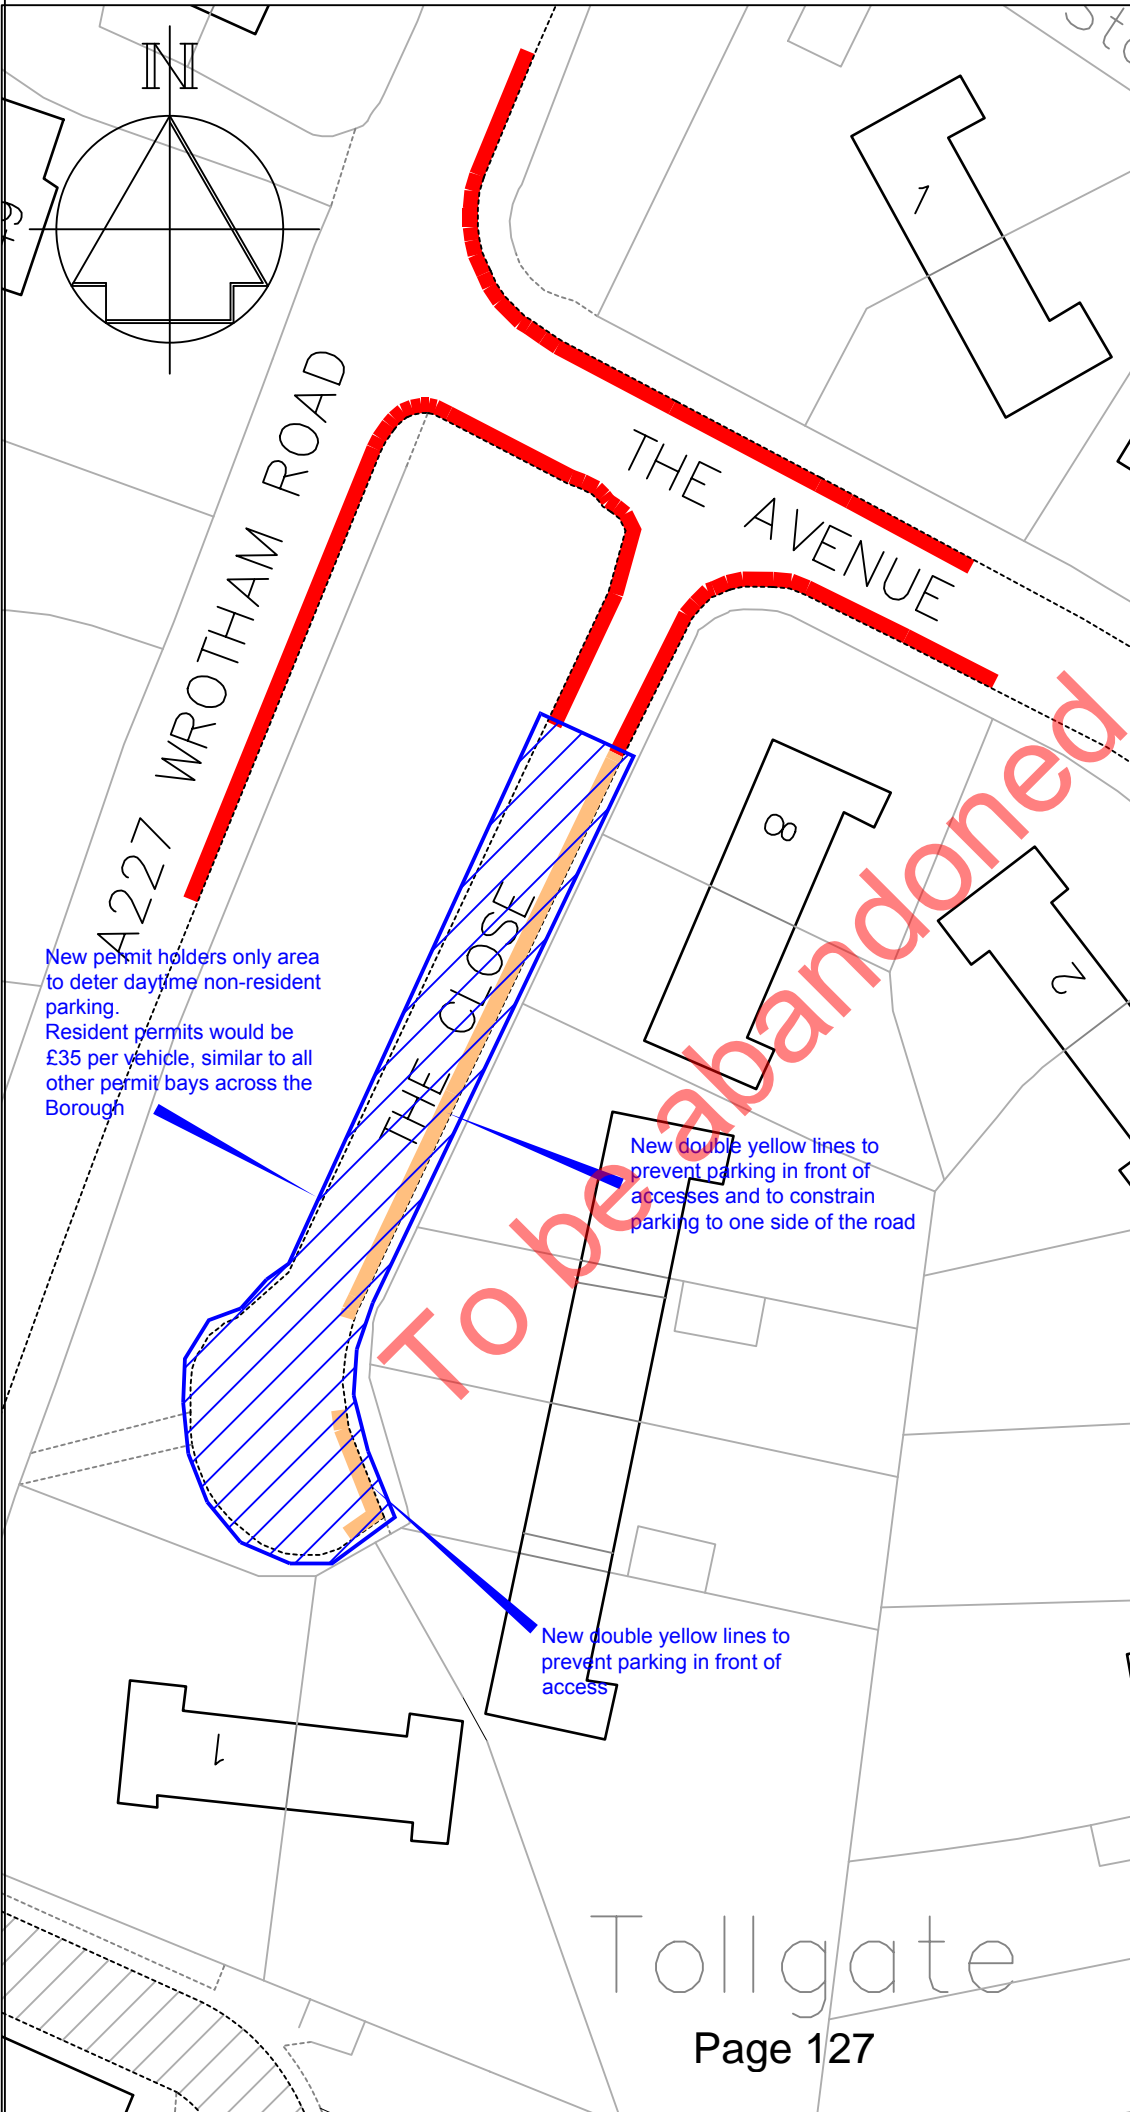 N
A227 WROTHAM ROAD
THE AVENUE
THE CLOSE
1
8
2
1
New permit holders only area
to deter daytime non-resident
parking.
Resident permits would be
£35 per vehicle, similar to all
other permit bays across the
Borough
New double yellow lines to
prevent parking in front of
accesses and to constrain
parking to one side of the road
To be abandoned
New double yellow lines to
prevent parking in front of
access
Tollgate
Page 127